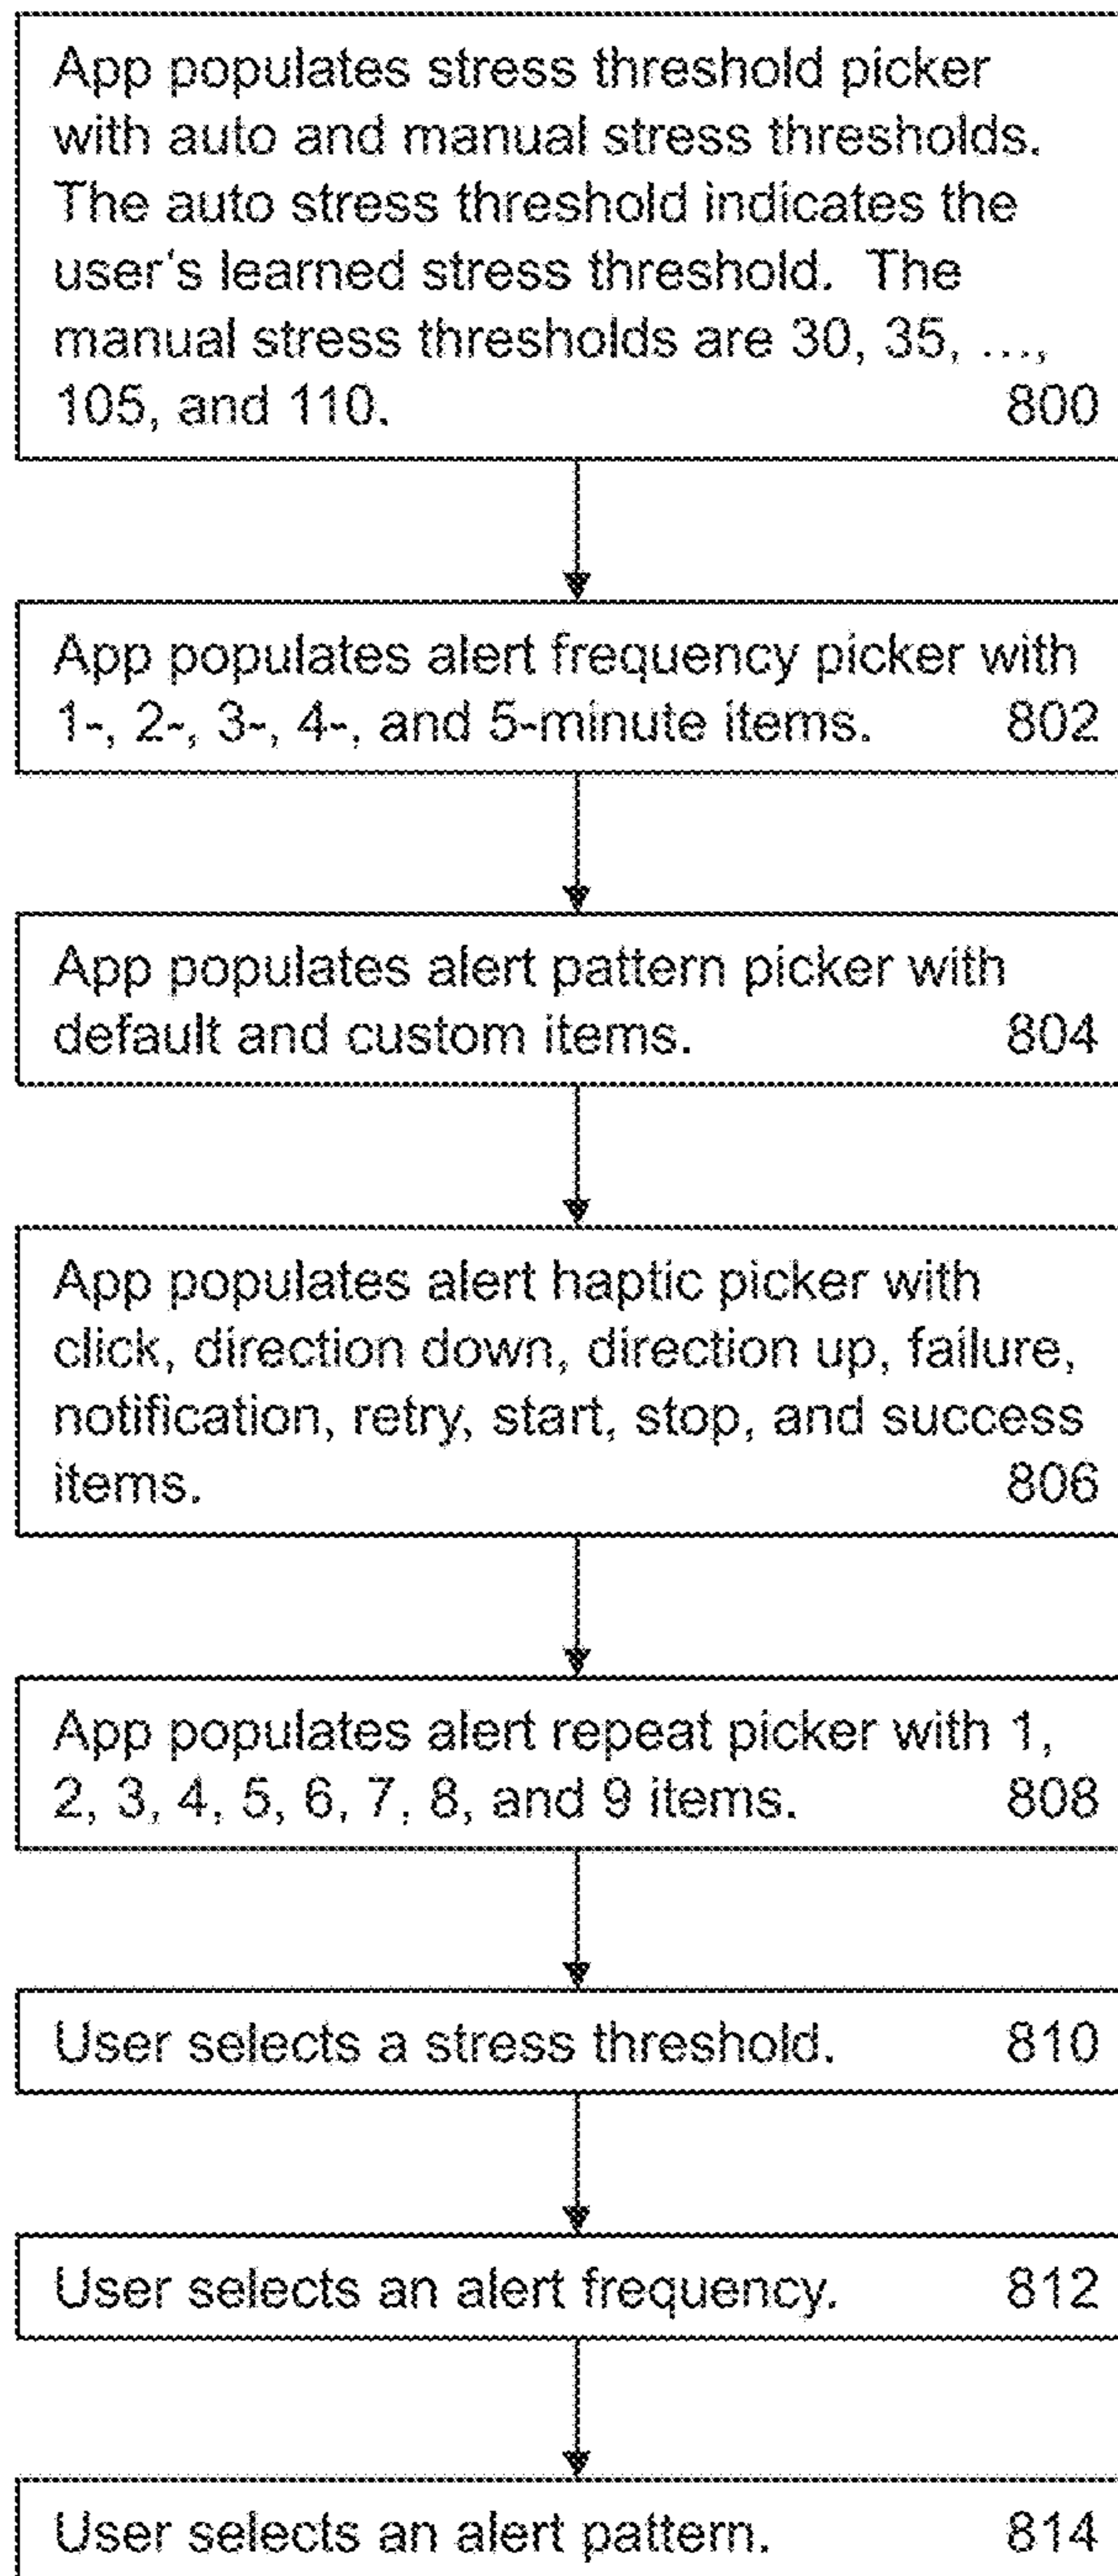 App populates stress threshold picker
with auto and manual stress thresholds.
The auto stress threshold indicates the
user's learned stress threshold. The
manual stress thresholds are 30, 35, ...,
105, and 110. 800
App populates alert frequency picker with
1-, 2-, 3-, 4-, and 5-minute items. 802
App populates alert pattern picker with
default and custom items. 804
App populates alert haptic picker with
click, direction down, direction up, failure,
notification, retry, start, stop, and success
items. 806
App populates alert repeat picker with 1,
2, 3, 4, 5, 6, 7, 8, and 9 items. 808
User selects a stress threshold. 810
User selects an alert frequency. 812
User selects an alert pattern. 814